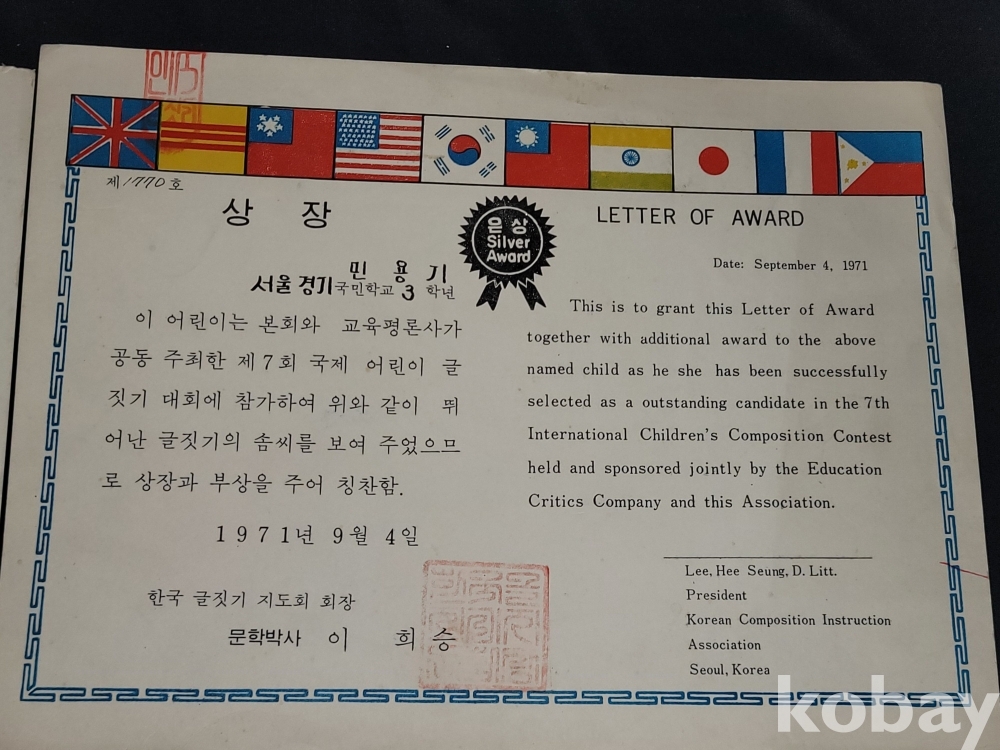 제 1770 호
상 장
민 용 기
서울 경기국민학교 3 학년
이 어린이는 본회와 교육평론사가
공동 주최한 제7회 국제 어린이 글
짓기 대회에 참가하여 위와 같이 뛰
어난 글짓기의 솜씨를 보여 주었으므
로 상장과 부상을 주어 칭찬함.
1971년 9월 4일
한국 글짓기 지도회 회장
문학박사 이 희 승
은 상
Silver
Award
LETTER OF AWARD
Date: September 4, 1971
This is to grant this Letter of Award
together with additional award to the above
named child as he she has been successfully
selected as a outstanding candidate in the 7th
International Children's Composition Contest
held and sponsored jointly by the Education
Critics Company and this Association.
Lee, Hee Seung, D. Litt.
President
Korean Composition Instruction
Association
Seoul, Korea
kobay